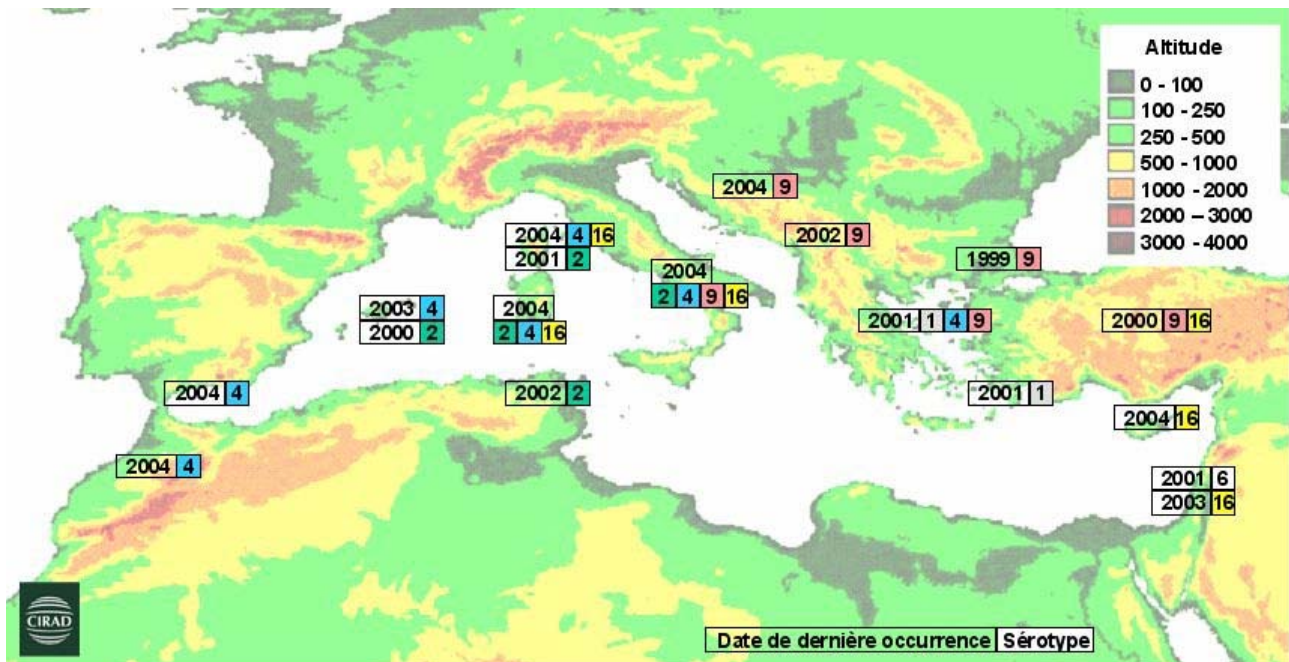 Altitude
0 - 100
100 - 250
250 - 500
500 - 1000
1000 - 2000
2000 – 3000
3000 - 4000
2004 9
2004 4 16
2001 2
2002 9
1999 9
2004
2 4 9 16
2003 4
2000 2
2004
2 4 16
2001 1 4 9
2000 9 16
2004 4
2002 2
2001 1
2004 16
2004 4
2001 6
2003 16
CIRAD
Date de dernière occurrence Sérotype